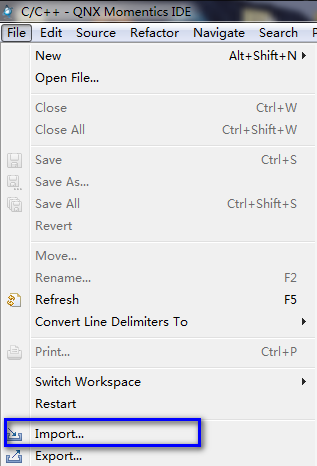 C/C++ - QNX Momentics IDE
File Edit Source Refactor Navigate Search
New Alt+Shift+N
Open File...
Close Ctrl+W
Close All Ctrl+Shift+W
Save Ctrl+S
Save As...
Save All Ctrl+Shift+S
Revert
Move...
Rename... F2
Refresh F5
Convert Line Delimiters To
Print... Ctrl+P
Switch Workspace
Restart
Import...
Export...